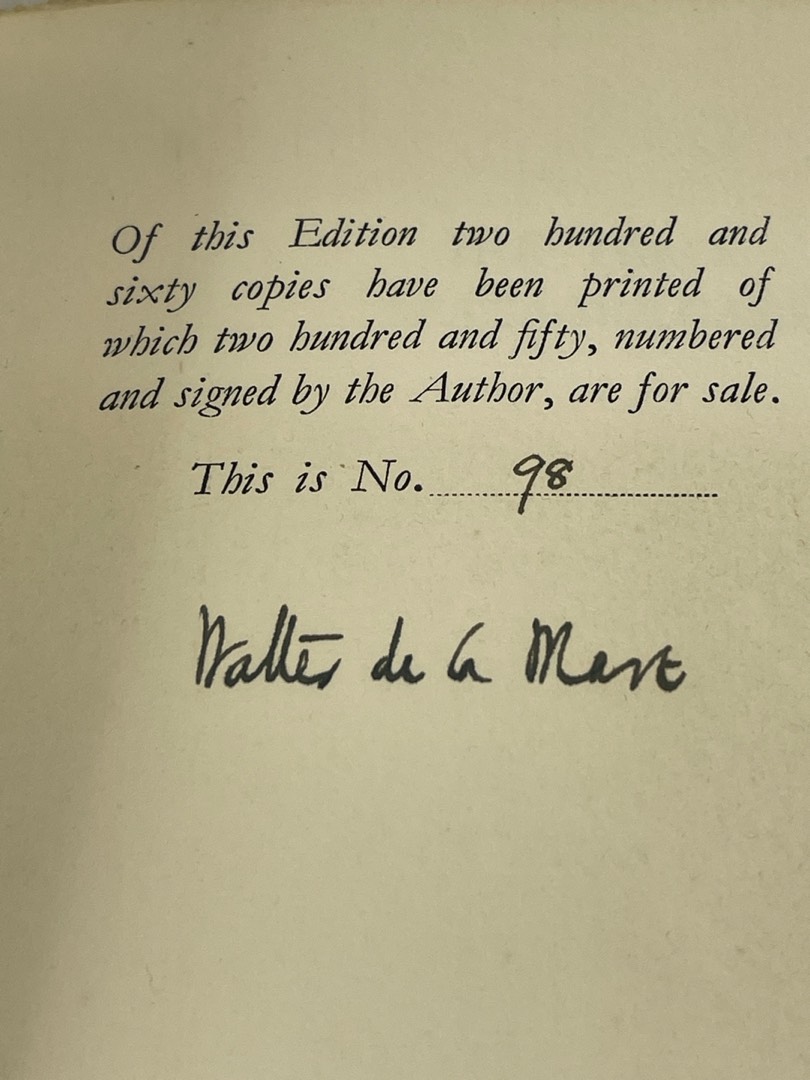 Of this Edition two hundred and
sixty copies have been printed of
which two hundred and fifty, numbered
and signed by the Author, are for sale.
This is No. 98
Walter de la Mare